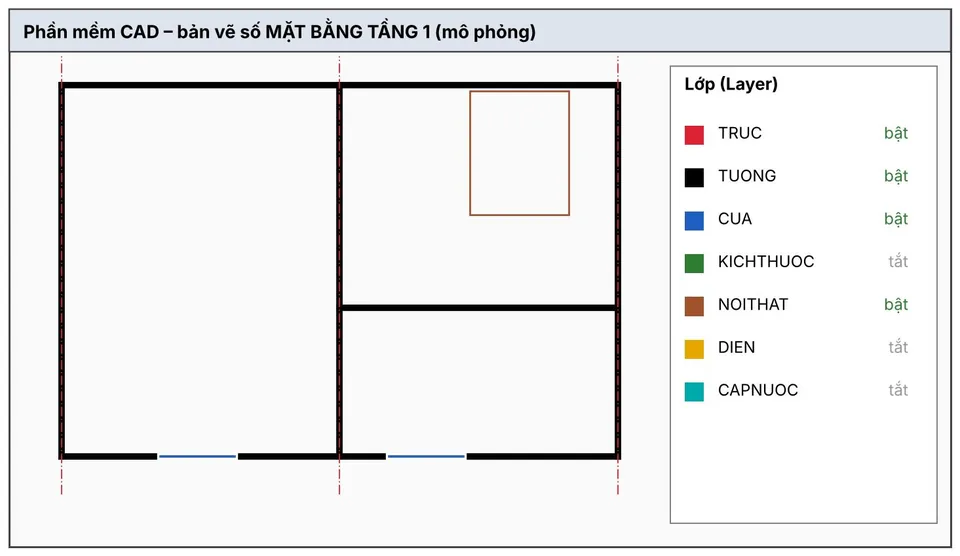 Phần mềm CAD – bản vẽ số MẶT BẰNG TẦNG 1 (mô phỏng)
Lớp (Layer)
TRUC bật
TUONG bật
CUA bật
KICHTHUOC tắt
NOITHAT bật
DIEN tắt
CAPNUOC tắt